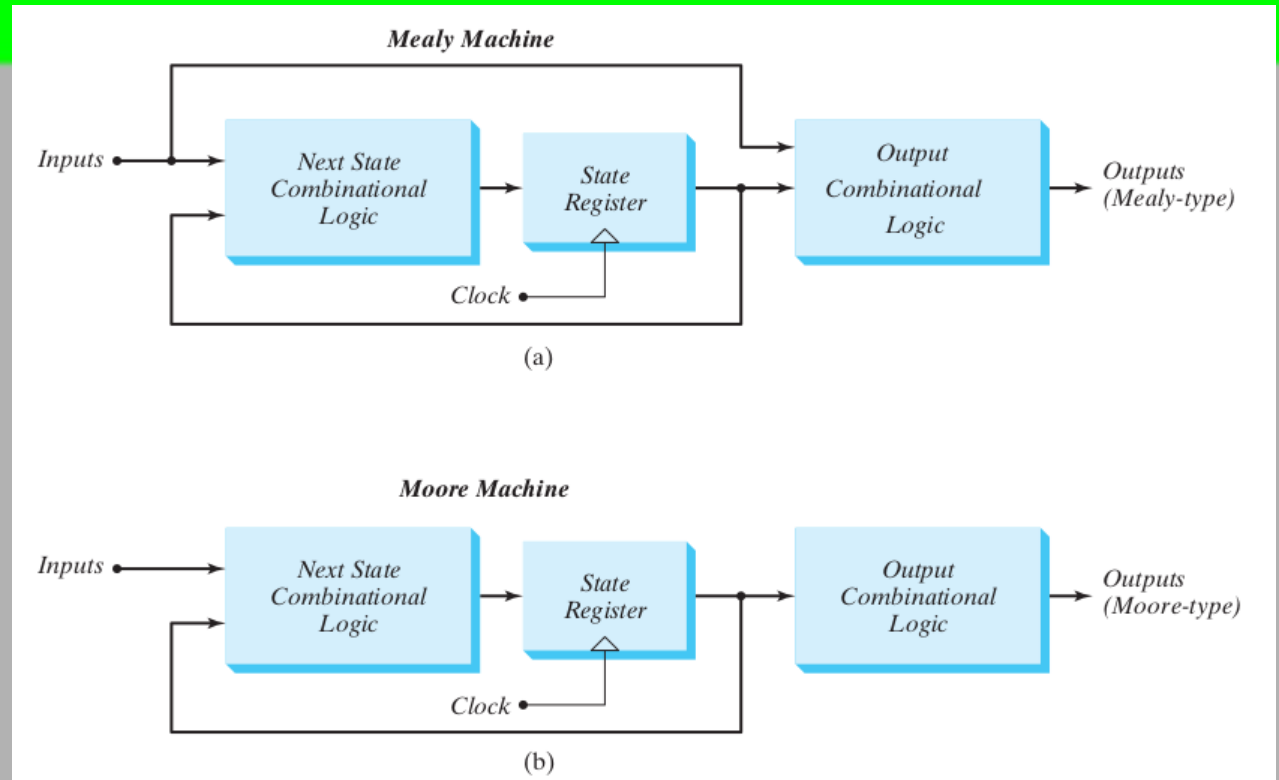 Mealy Machine
Inputs
Next State
Combinational
Logic
State
Register
Output
Combinational
Logic
Outputs
(Mealy-type)
Clock
(a)
Moore Machine
Inputs
Next State
Combinational
Logic
State
Register
Output
Combinational
Logic
Outputs
(Moore-type)
Clock
(b)